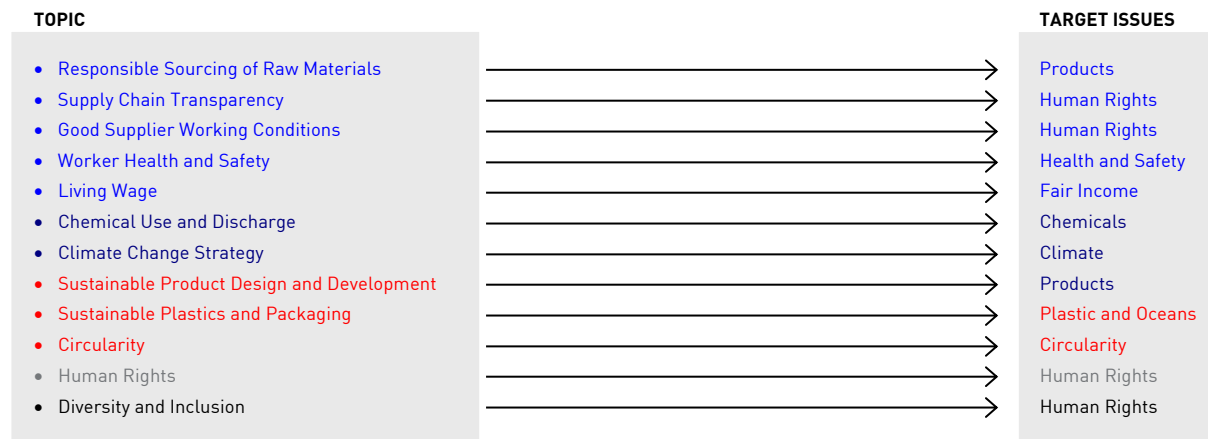 TOPIC TARGET ISSUES
• Responsible Sourcing of Raw Materials Products
• Supply Chain Transparency Human Rights
• Good Supplier Working Conditions Human Rights
• Worker Health and Safety Health and Safety
• Living Wage Fair Income
• Chemical Use and Discharge Chemicals
• Climate Change Strategy Climate
• Sustainable Product Design and Development Products
• Sustainable Plastics and Packaging Plastic and Oceans
• Circularity Circularity
• Human Rights Human Rights
• Diversity and Inclusion Human Rights